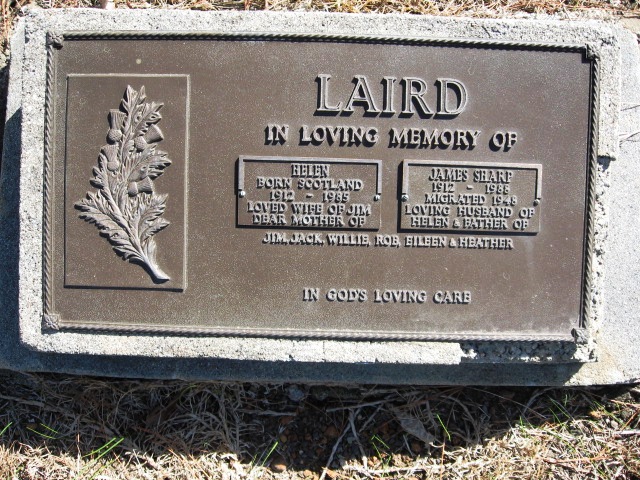 LAIRD
IN LOVING MEMORY OF
HELEN
BORN SCOTLAND
1912 - 1985
LOVED WIFE OF JIM
DEAR MOTHER OF
JAMES SHARP
1912 - 1988
MIGRATED 1948
LOVING HUSBAND OF
HELEN & FATHER OF
JIM, JACK, WILLIE, ROB, EILEEN & HEATHER
IN GOD'S LOVING CARE